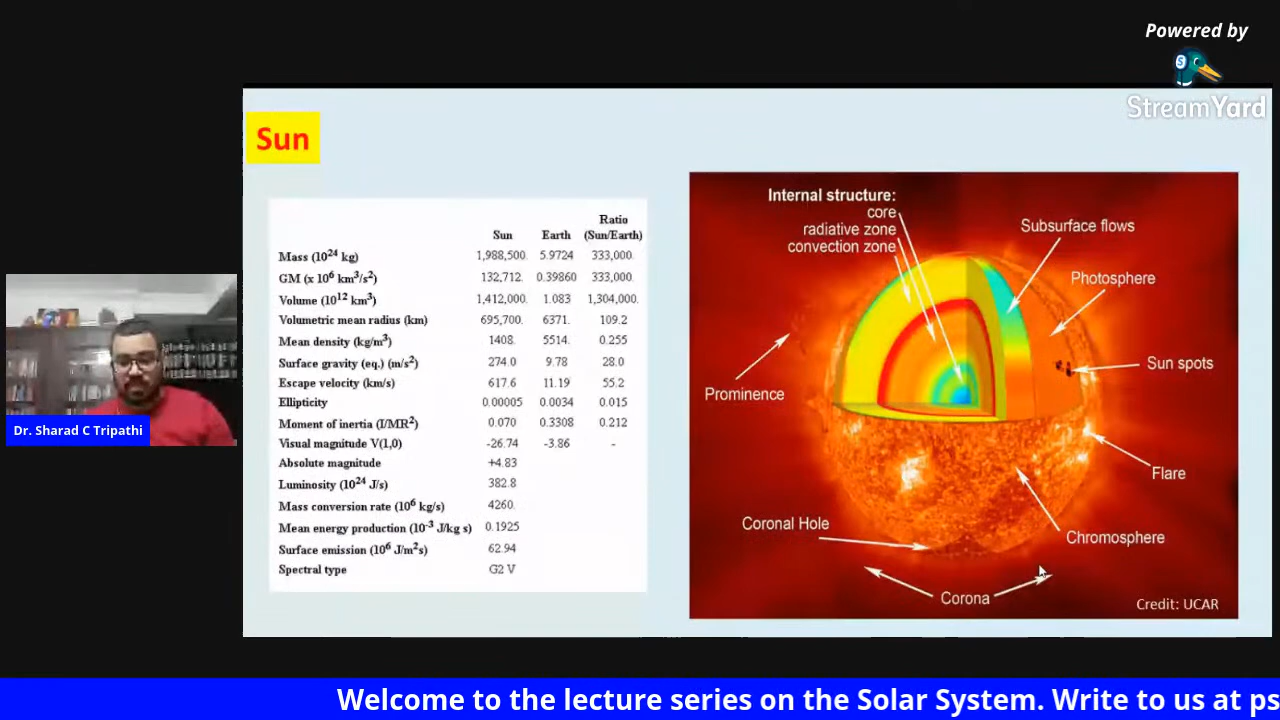 Powered by
StreamYard
Sun
Ratio
Sun Earth (Sun/Earth)
Mass (10²⁴ kg) 1,988,500. 5.9724 333,000.
GM (x 10⁶ km³/s²) 132,712. 0.39860 333,000.
Volume (10¹² km³) 1,412,000. 1.083 1,304,000.
Volumetric mean radius (km) 695,700. 6371. 109.2
Mean density (kg/m³) 1408. 5514. 0.255
Surface gravity (eq.) (m/s²) 274.0 9.78 28.0
Escape velocity (km/s) 617.6 11.19 55.2
Ellipticity 0.00005 0.0034 0.015
Moment of inertia (I/MR²) 0.070 0.3308 0.212
Visual magnitude V(1,0) -26.74 -3.86 -
Absolute magnitude +4.83
Luminosity (10²⁴ J/s) 382.8
Mass conversion rate (10⁶ kg/s) 4260.
Mean energy production (10⁻³ J/kg s) 0.1925
Surface emission (10⁶ J/m²s) 62.94
Spectral type G2 V
Internal structure:
core
radiative zone
convection zone
Subsurface flows
Photosphere
Sun spots
Prominence
Flare
Coronal Hole
Chromosphere
Corona
Credit: UCAR
Dr. Sharad C Tripathi
Welcome to the lecture series on the Solar System. Write to us at ps